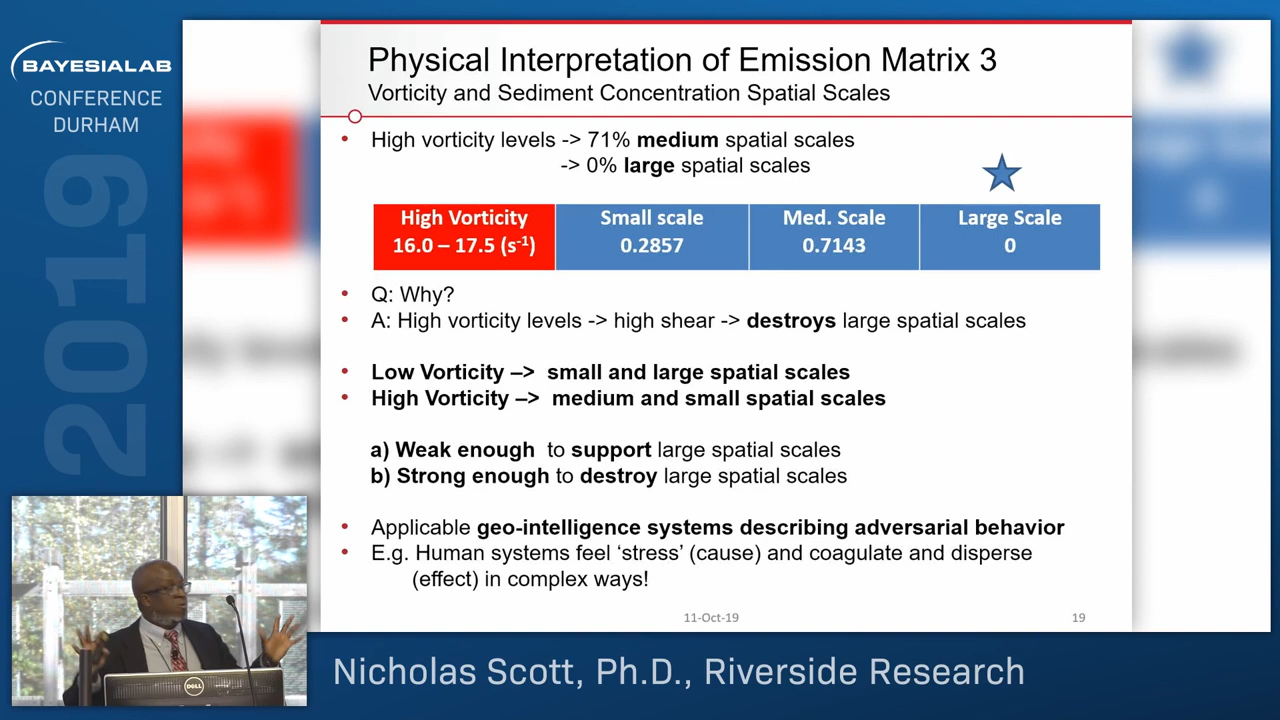 BAYESIALAB
CONFERENCE
DURHAM
2019
Physical Interpretation of Emission Matrix 3
Vorticity and Sediment Concentration Spatial Scales
• High vorticity levels -> 71% medium spatial scales
-> 0% large spatial scales
High Vorticity Small scale Med. Scale Large Scale
16.0 – 17.5 (s-1) 0.2857 0.7143 0
• Q: Why?
• A: High vorticity levels -> high shear -> destroys large spatial scales
• Low Vorticity –> small and large spatial scales
• High Vorticity –> medium and small spatial scales
a) Weak enough to support large spatial scales
b) Strong enough to destroy large spatial scales
• Applicable geo-intelligence systems describing adversarial behavior
• E.g. Human systems feel ‘stress’ (cause) and coagulate and disperse
(effect) in complex ways!
11-Oct-19 19
DELL
Nicholas Scott, Ph.D., Riverside Research